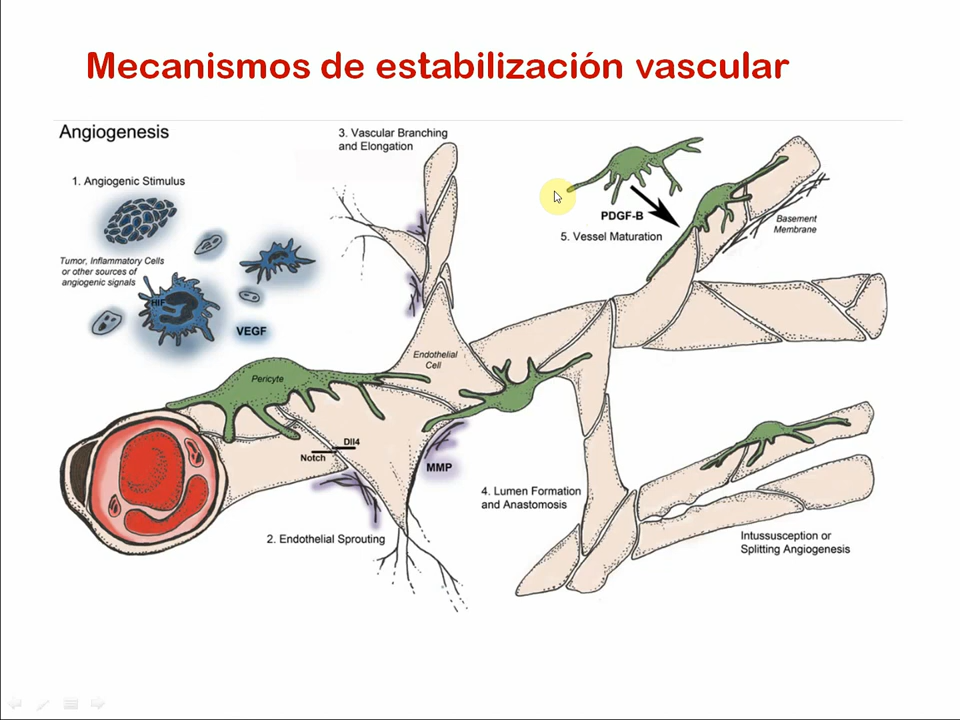 Mecanismos de estabilización vascular
Angiogenesis
1. Angiogenic Stimulus
Tumor, Inflammatory Cells
or other sources of
angiogenic signals
HIF
VEGF
3. Vascular Branching
and Elongation
PDGF-B
5. Vessel Maturation
Basement
Membrane
Endothelial
Cell
Pericyte
Dll4
Notch
MMP
2. Endothelial Sprouting
4. Lumen Formation
and Anastomosis
Intussusception or
Splitting Angiogenesis